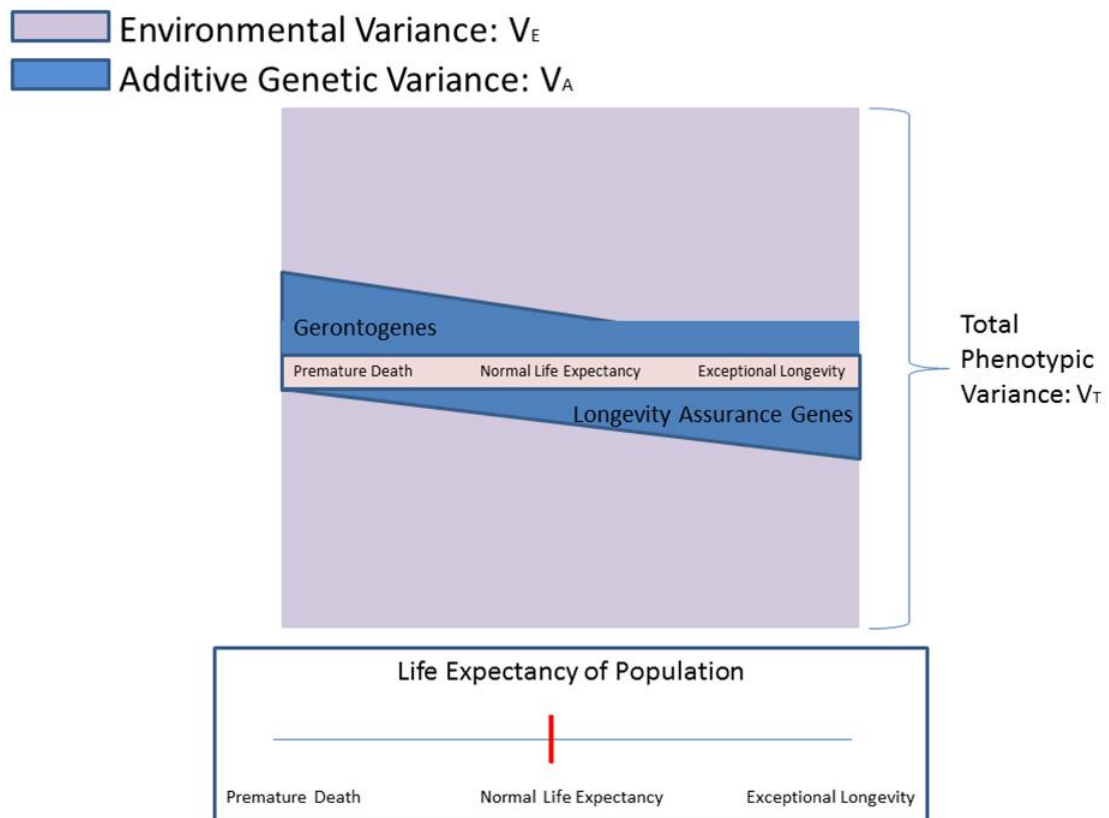 Environmental Variance: VE
Additive Genetic Variance: VA
Gerontogenes
Premature Death Normal Life Expectancy Exceptional Longevity
Longevity Assurance Genes
Total
Phenotypic
Variance: VT
Life Expectancy of Population
Premature Death Normal Life Expectancy Exceptional Longevity